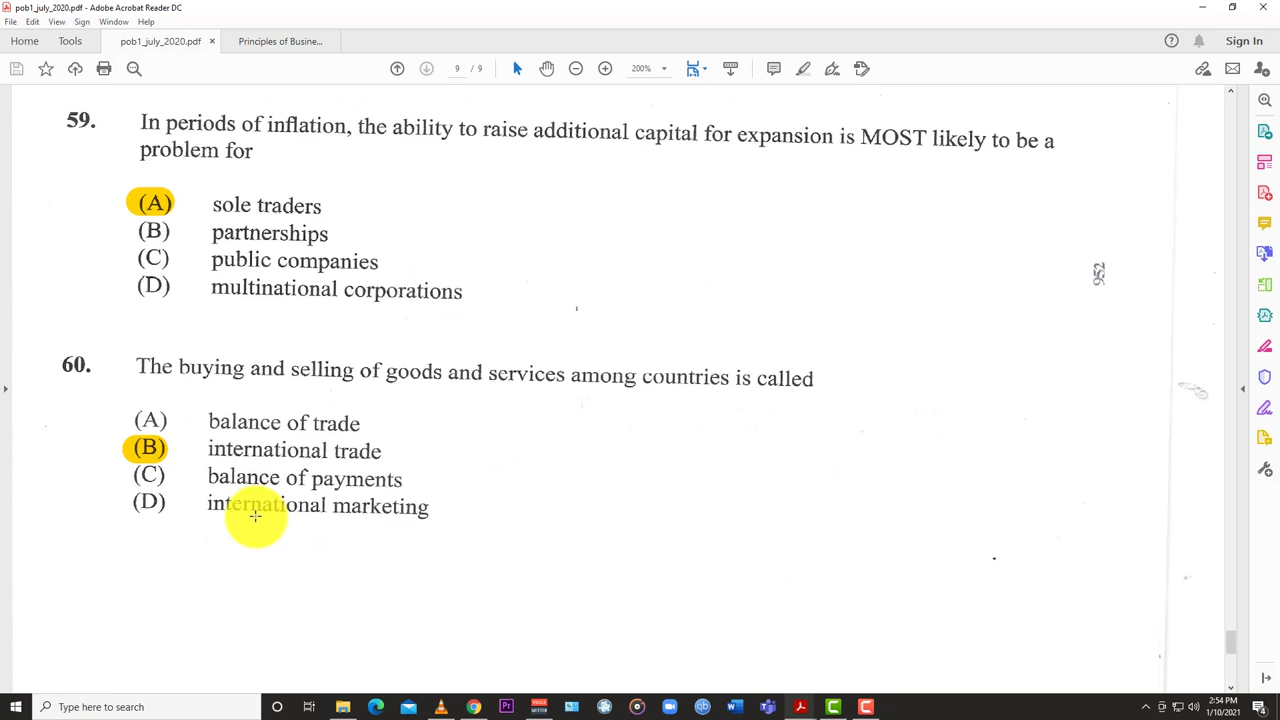 pob1_july_2020.pdf - Adobe Acrobat Reader DC
File Edit View Sign Window Help
Home Tools pob1_july_2020.pdf × Principles of Busine... Sign In
9 / 9 200%
59. In periods of inflation, the ability to raise additional capital for expansion is MOST likely to be a
problem for
(A) sole traders
(B) partnerships
(C) public companies
(D) multinational corporations
952
60. The buying and selling of goods and services among countries is called
(A) balance of trade
(B) international trade
(C) balance of payments
(D) international marketing
Type here to search
2:54 PM
1/10/2021